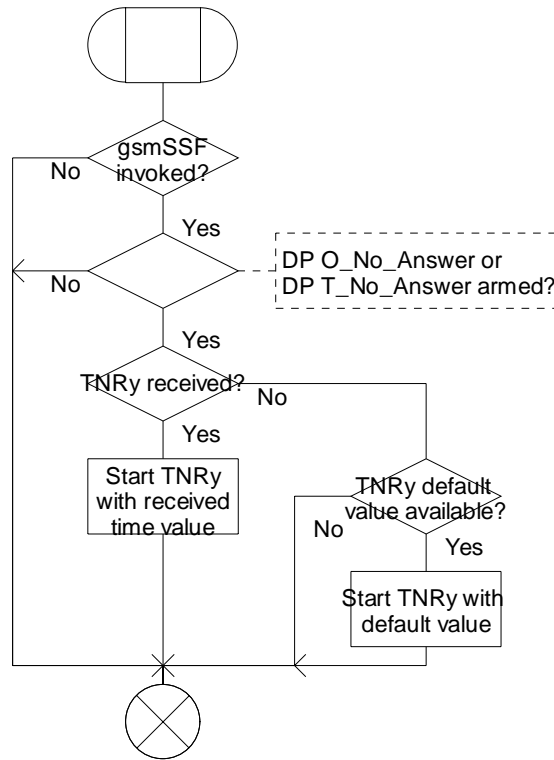 gsmSSF
invoked?
No
Yes
DP O_No_Answer or
DP T_No_Answer armed?
No
Yes
TNRy received?
No
Yes
Start TNRy
with received
time value
TNRy default
value available?
No
Yes
Start TNRy with
default value